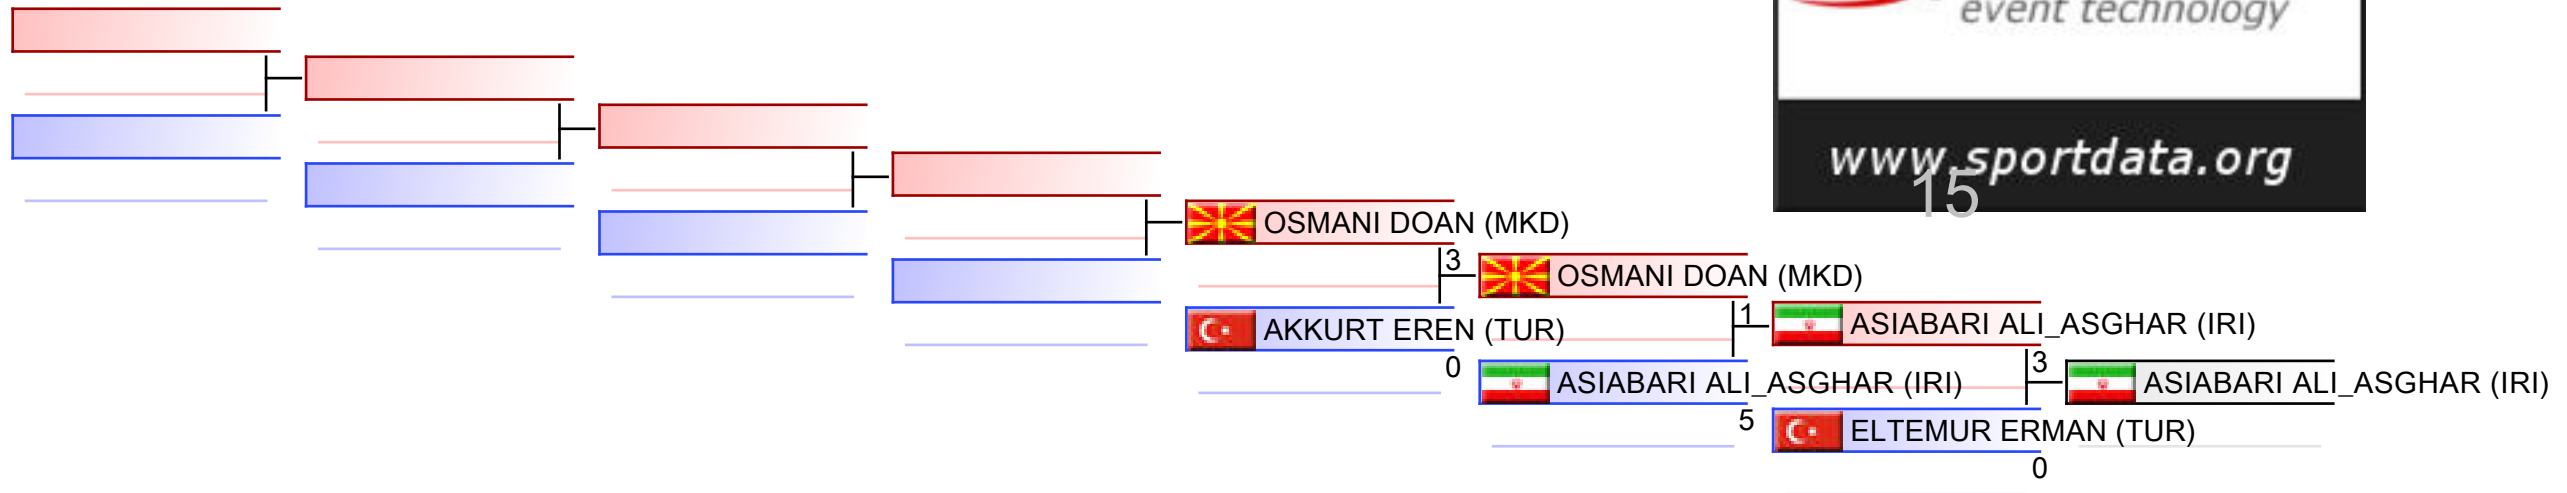 event technology
www.sportdata.org
15
OSMANI DOAN (MKD)
3
OSMANI DOAN (MKD)
AKKURT EREN (TUR)
0
1
ASIABARI ALI_ASGHAR (IRI)
ASIABARI ALI_ASGHAR (IRI)
5
3
ASIABARI ALI_ASGHAR (IRI)
ELTEMUR ERMAN (TUR)
0